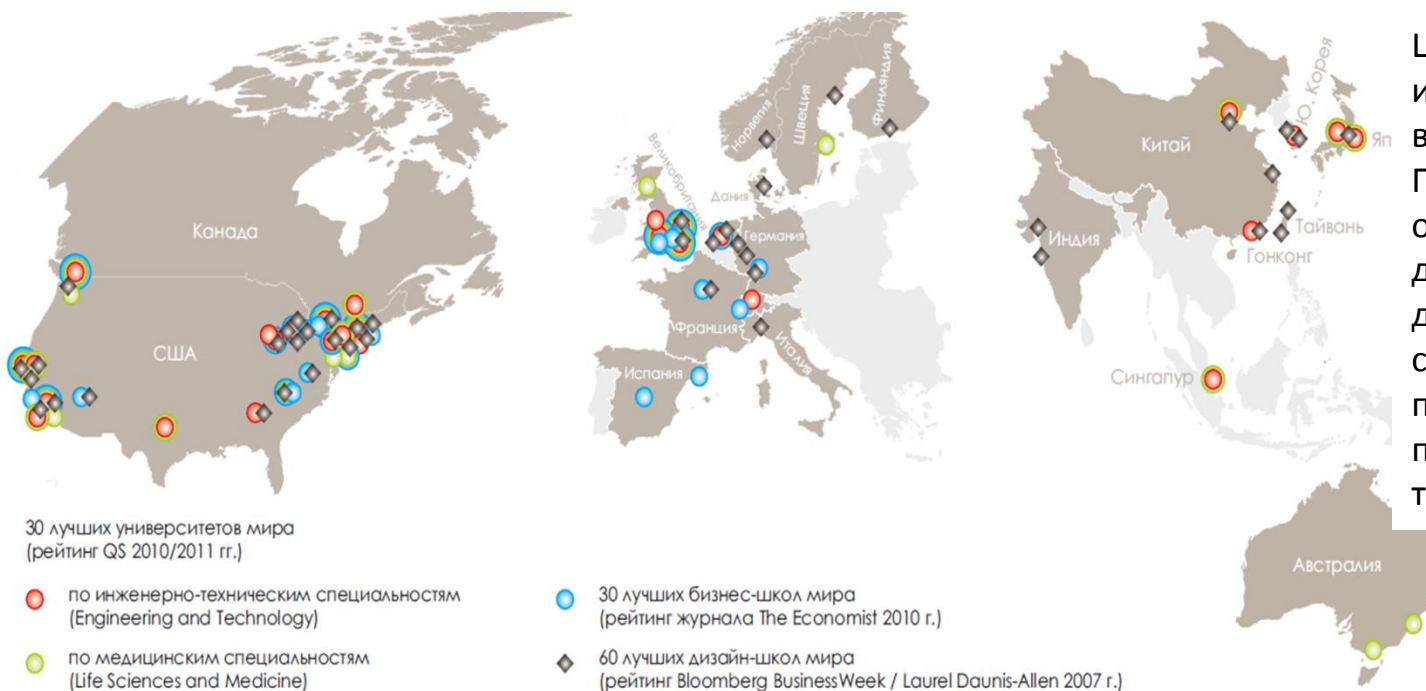 Канада
США
Норвегия
Швеция
Финляндия
Великобритания
Дания
Германия
Франция
Италия
Испания
Китай
Ю. Корея
Яп
Индия
Тайвань
Гонконг
Сингапур
Австралия
и
в
П
о
д
д
с
п
п
т
30 лучших университетов мира
(рейтинг QS 2010/2011 гг.)
по инженерно-техническим специальностям
(Engineering and Technology)
по медицинским специальностям
(Life Sciences and Medicine)
30 лучших бизнес-школ мира
(рейтинг журнала The Economist 2010 г.)
60 лучших дизайн-школ мира
(рейтинг Bloomberg BusinessWeek / Laurel Daunis-Allen 2007 г.)